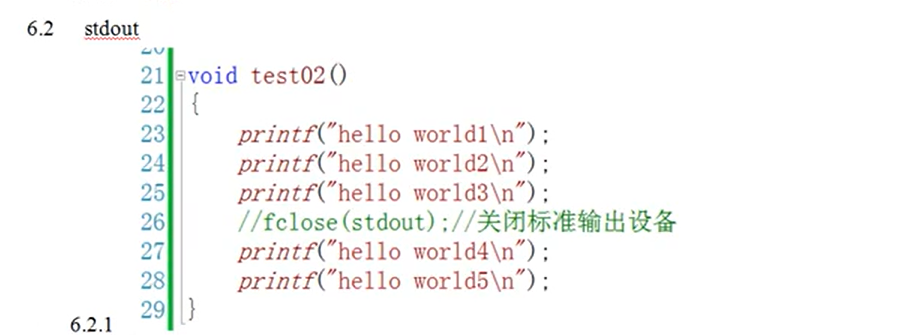 6.2 stdout
20
21 void test02()
22 {
23 printf("hello world1\n");
24 printf("hello world2\n");
25 printf("hello world3\n");
26 //fclose(stdout);//关闭标准输出设备
27 printf("hello world4\n");
28 printf("hello world5\n");
29 }
6.2.1